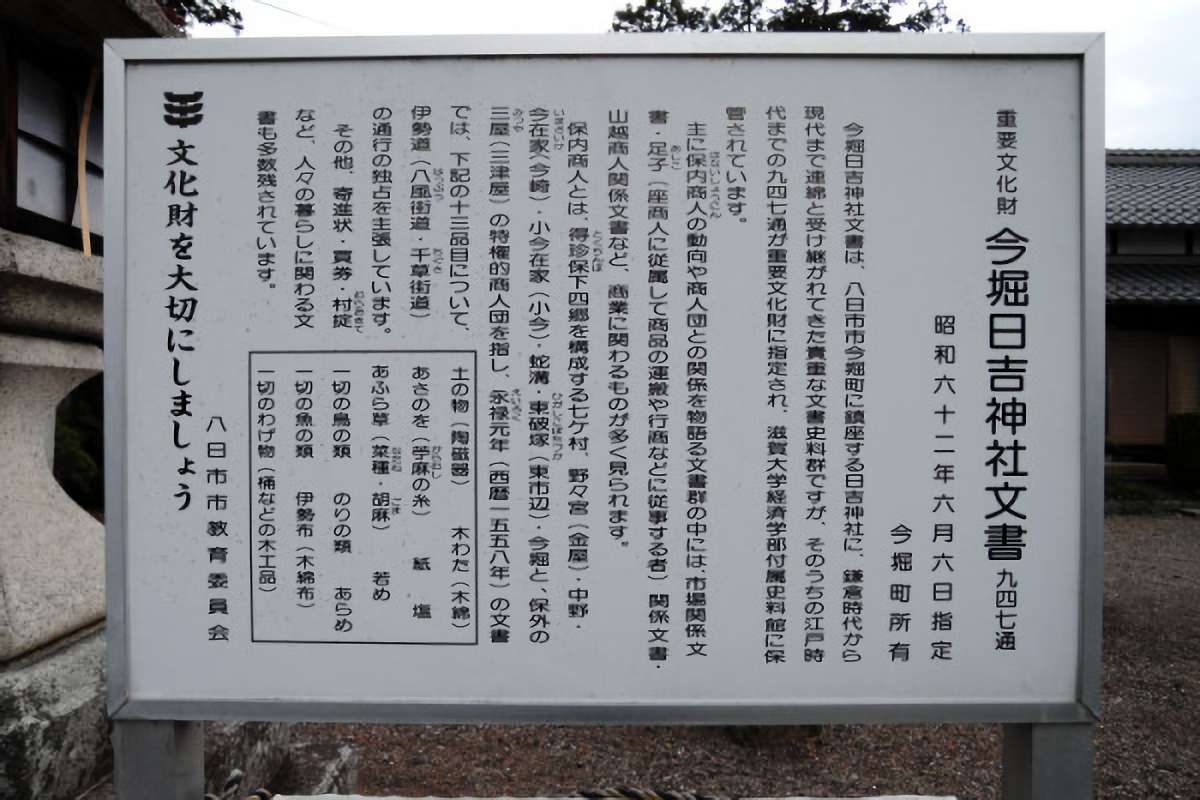 重要文化財 今堀日吉神社文書 九四七通
昭和六十二年六月六日指定
今堀町所有
今堀日吉神社文書は、八日市市今堀町に鎮座する日吉神社に、鎌倉時代から
現代まで連綿と受け継がれてきた貴重な文書史料群ですが、そのうちの江戸時
代までの九四七通が重要文化財に指定され、滋賀大学経済学部付属史料館に保
管されています。
主に保内商人の動向や商人団との関係を物語る文書群の中には、市場関係文
書・足子（座商人に従属して商品の運搬や行商などに従事する者）関係文書・
山越商人関係文書など、商業に関わるものが多く見られます。
保内商人とは、得珍保下四郷を構成する七ケ村、野々宮（金屋）・中野・
今在家（今崎）・小今在家（小今）・蛇溝・車破塚（東市辺）・今堀と、保外の
三屋（三津屋）の特権的商人団を指し、永禄元年（西暦一五五八年）の文書
では、下記の十三品目について、
伊勢道（八風街道・千草街道）
の通行の独占を主張しています。
その他、寄進状・買券・村掟
など、人々の暮らしに関わる文
書も多数残されています。
土の物（陶磁器） 木わた（木綿）
あさのを（苧麻の糸） 紙 塩
あふら草（菜種・胡麻） 若め
一切の鳥の類 のりの類 あらめ
一切の魚の類 伊勢布（木綿布）
一切のわげ物（桶などの木工品）
文化財を大切にしましょう
八日市市教育委員会